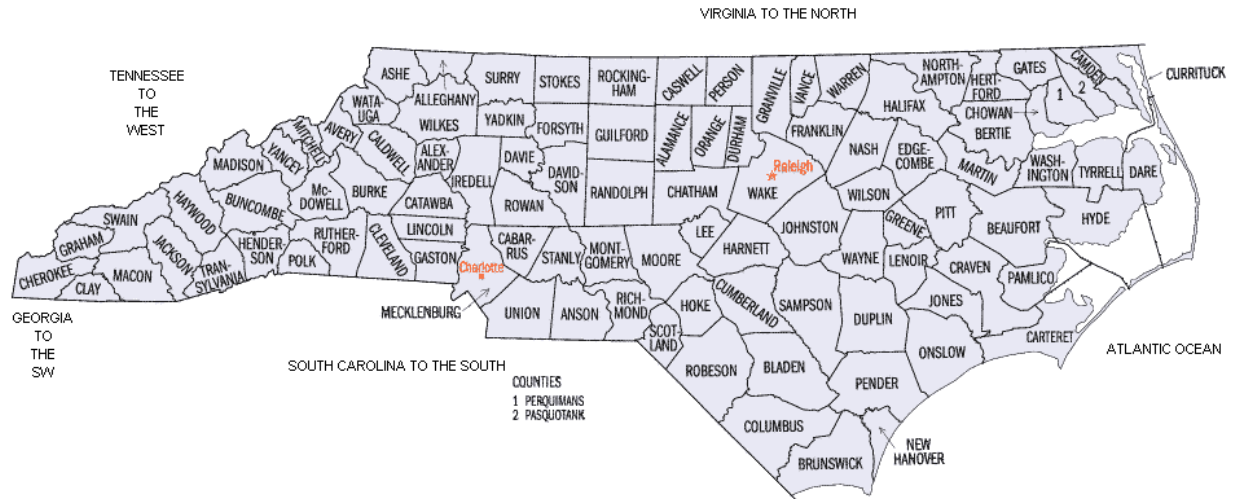 VIRGINIA TO THE NORTH
TENNESSEE
TO
THE
WEST
ASHE
ALLEGHANY
SURRY
STOKES
ROCKING-
HAM
CASWELL
PERSON
GRANVILLE
VANCE
WARREN
NORTH-
AMPTON
HERT-
FORD
GATES
CAMDEN
CURRITUCK
1
2
WATA-
UGA
WILKES
YADKIN
FORSYTH
GUILFORD
ALAMANCE
ORANGE
DURHAM
FRANKLIN
HALIFAX
CHOWAN
BERTIE
MITCHELL
AVERY
CALDWELL
ALEX-
ANDER
DAVIE
NASH
EDGE-
COMBE
MARTIN
WASH-
INGTON
TYRRELL
DARE
MADISON
YANCEY
IREDELL
DAVID-
SON
RANDOLPH
CHATHAM
Raleigh
WAKE
WILSON
Mc-
DOWELL
BURKE
CATAWBA
ROWAN
HAYWOOD
BUNCOMBE
SWAIN
RUTHER-
FORD
CLEVELAND
LINCOLN
CABAR-
RUS
STANLY
MONT-
GOMERY
MOORE
LEE
HARNETT
JOHNSTON
GREENE
PITT
BEAUFORT
HYDE
GRAHAM
JACKSON
HENDER-
SON
POLK
GASTON
Charlotte
WAYNE
LENOIR
CRAVEN
PAMLICO
CHEROKEE
CLAY
MACON
TRAN-
SYLVANIA
MECKLENBURG
UNION
ANSON
RICH-
MOND
SCOT-
LAND
HOKE
CUMBERLAND
SAMPSON
DUPLIN
JONES
CARTERET
GEORGIA
TO
THE
SW
ONSLOW
ATLANTIC OCEAN
SOUTH CAROLINA TO THE SOUTH
ROBESON
BLADEN
PENDER
COUNTIES
1 PERQUIMANS
2 PASQUOTANK
COLUMBUS
BRUNSWICK
NEW
HANOVER